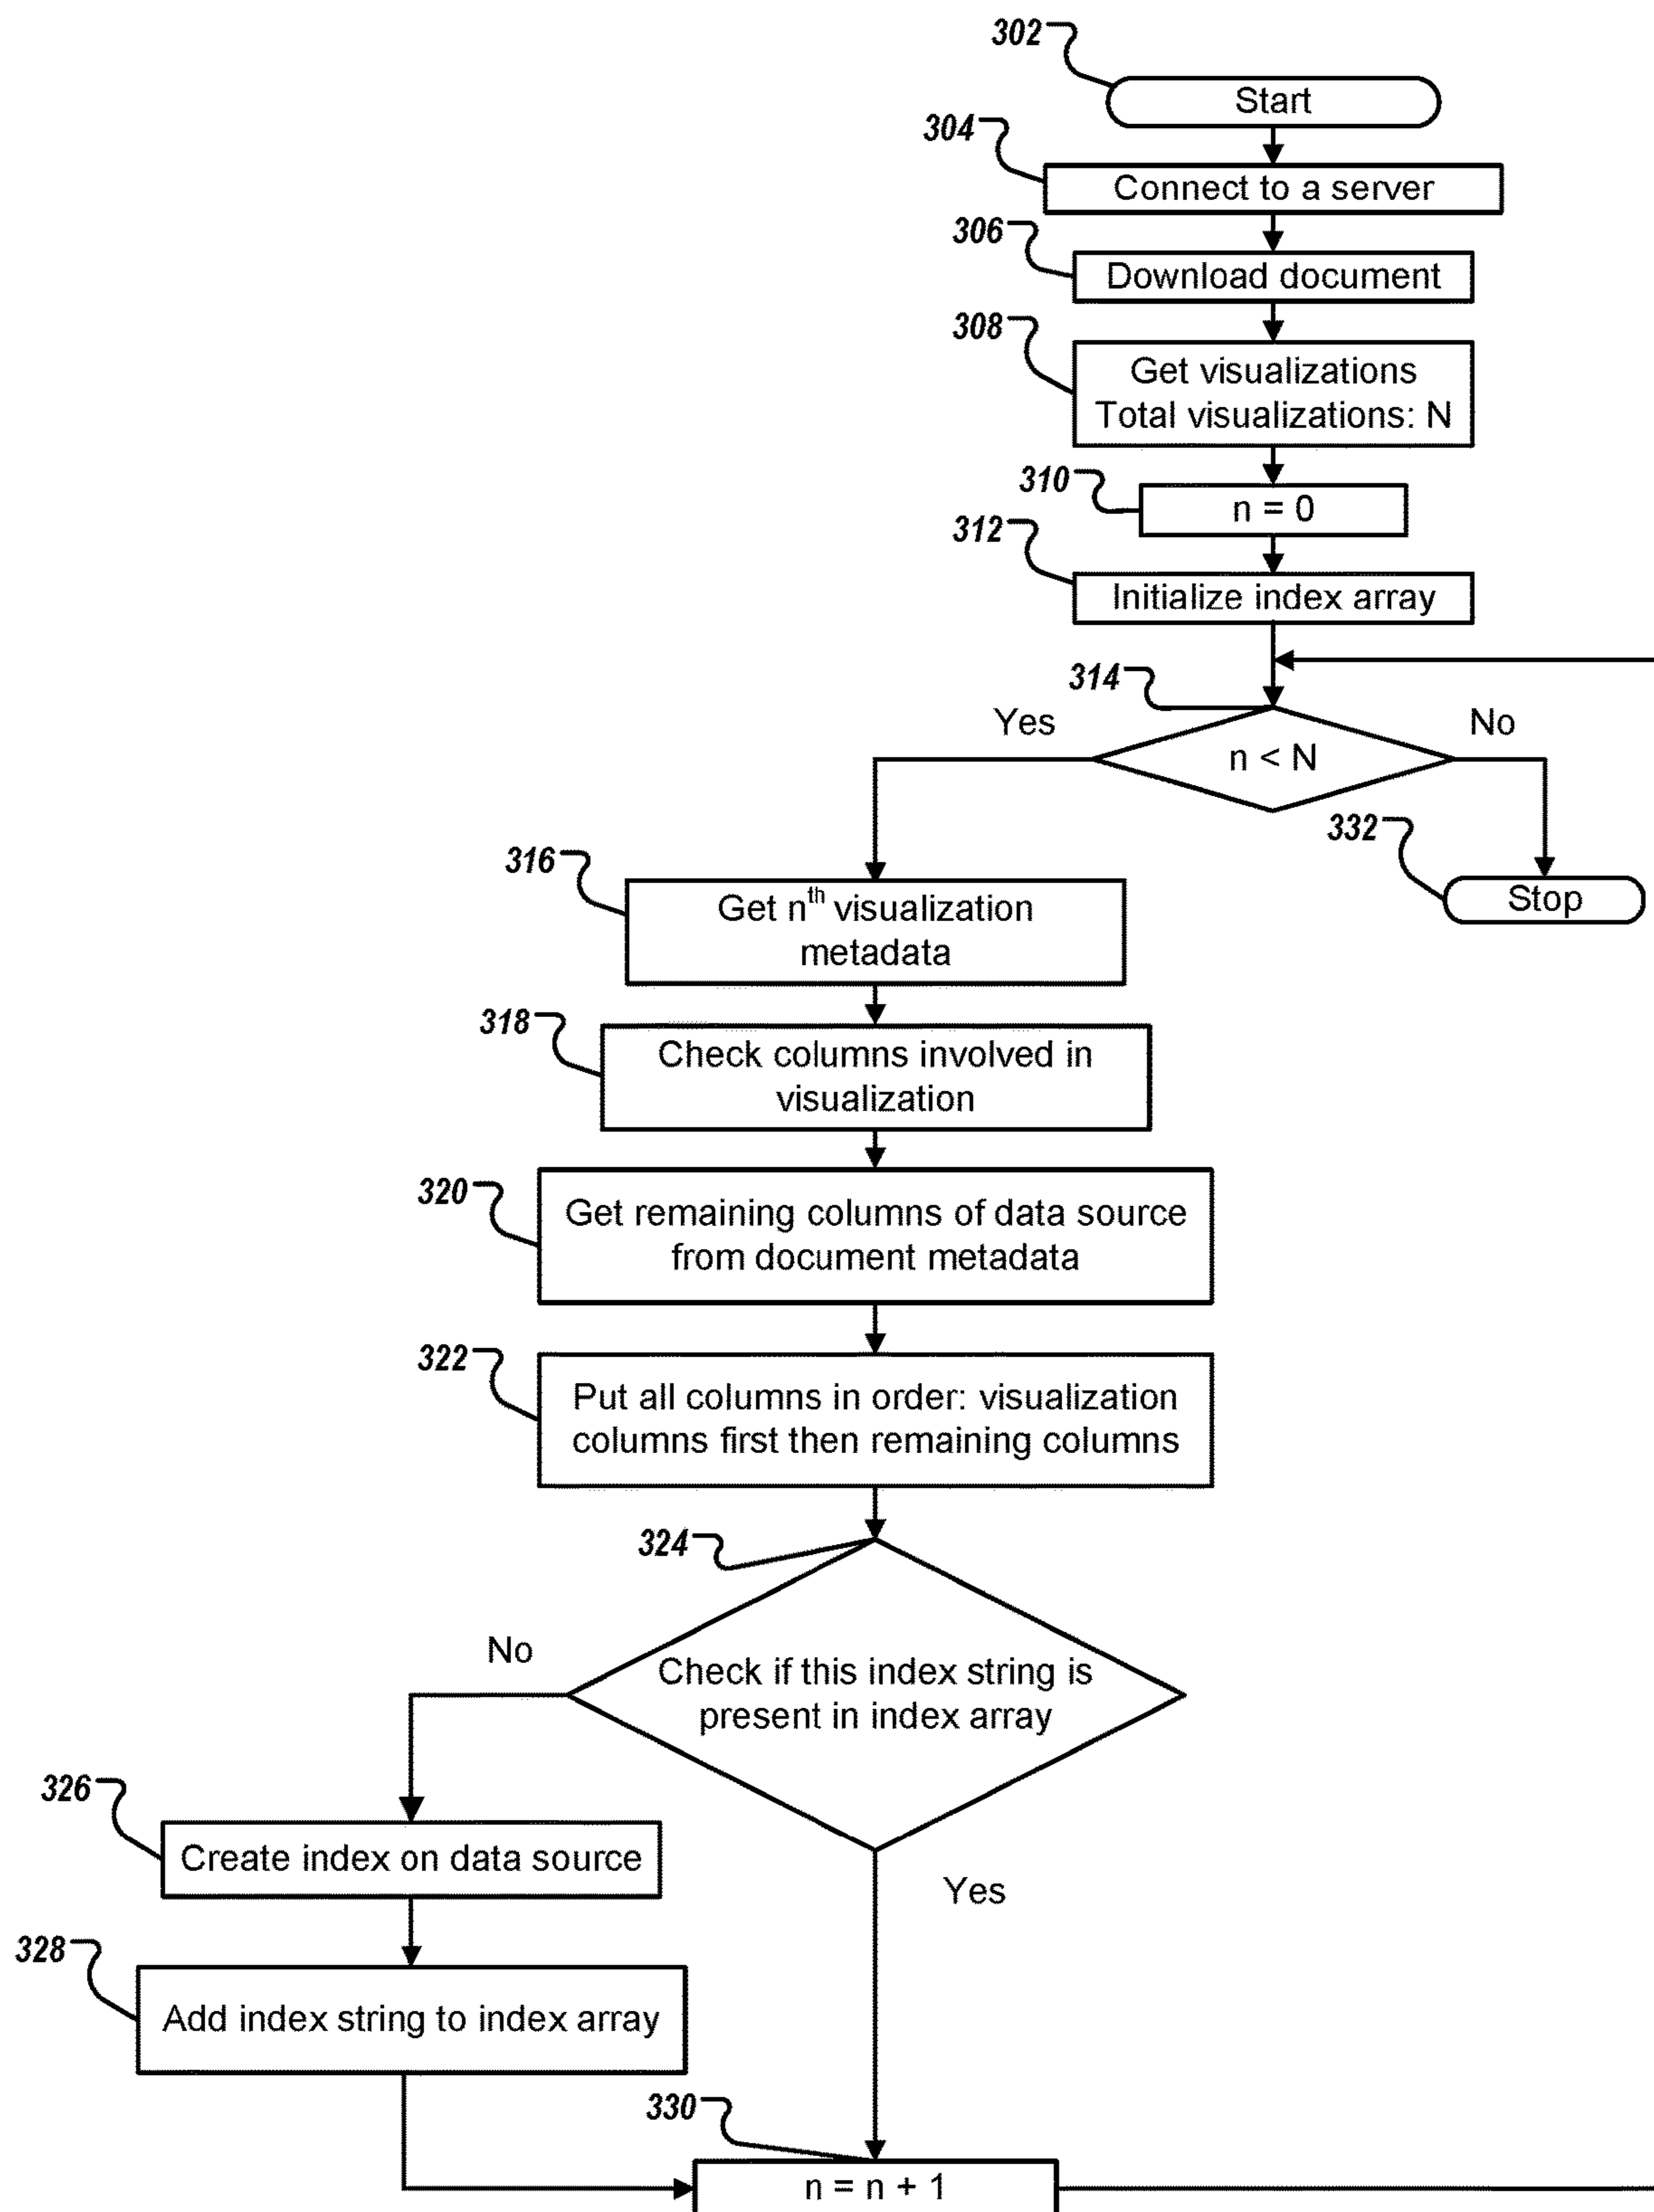 302
Start
304
Connect to a server
306
Download document
308
Get visualizations
Total visualizations: N
310
n = 0
312
Initialize index array
314
Yes
n < N
No
332
Stop
316
Get nth visualization
metadata
318
Check columns involved in
visualization
320
Get remaining columns of data source
from document metadata
322
Put all columns in order: visualization
columns first then remaining columns
324
No
Check if this index string is
present in index array
326
Create index on data source
Yes
328
Add index string to index array
330
n = n + 1